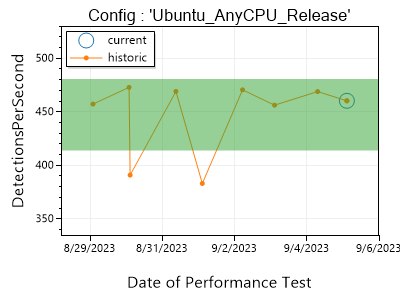 Config : 'Ubuntu_AnyCPU_Release'
current
historic
DetectionsPerSecond
500
450
400
350
8/29/2023
8/31/2023
9/2/2023
9/4/2023
9/6/2023
Date of Performance Test